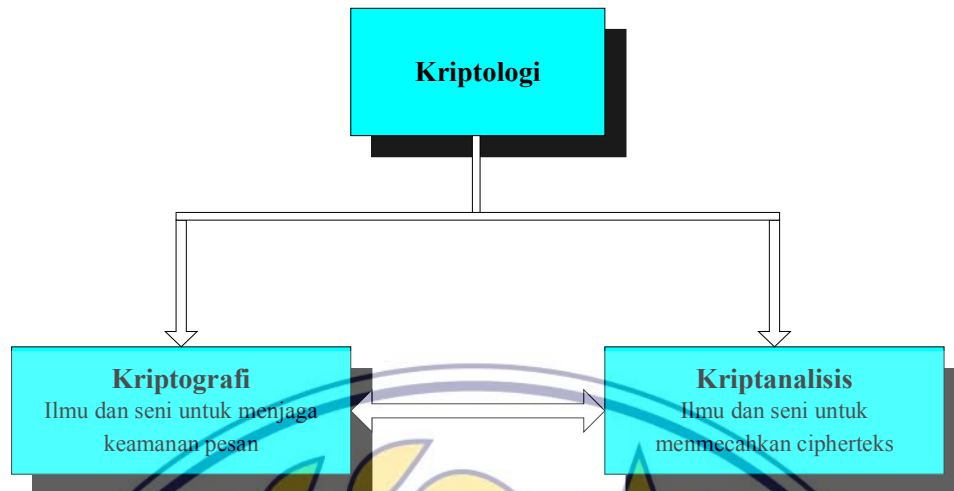 Kriptologi
Kriptografi
Ilmu dan seni untuk menjaga
keamanan pesan
Kriptanalisis
Ilmu dan seni untuk
menmecahkan cipherteks